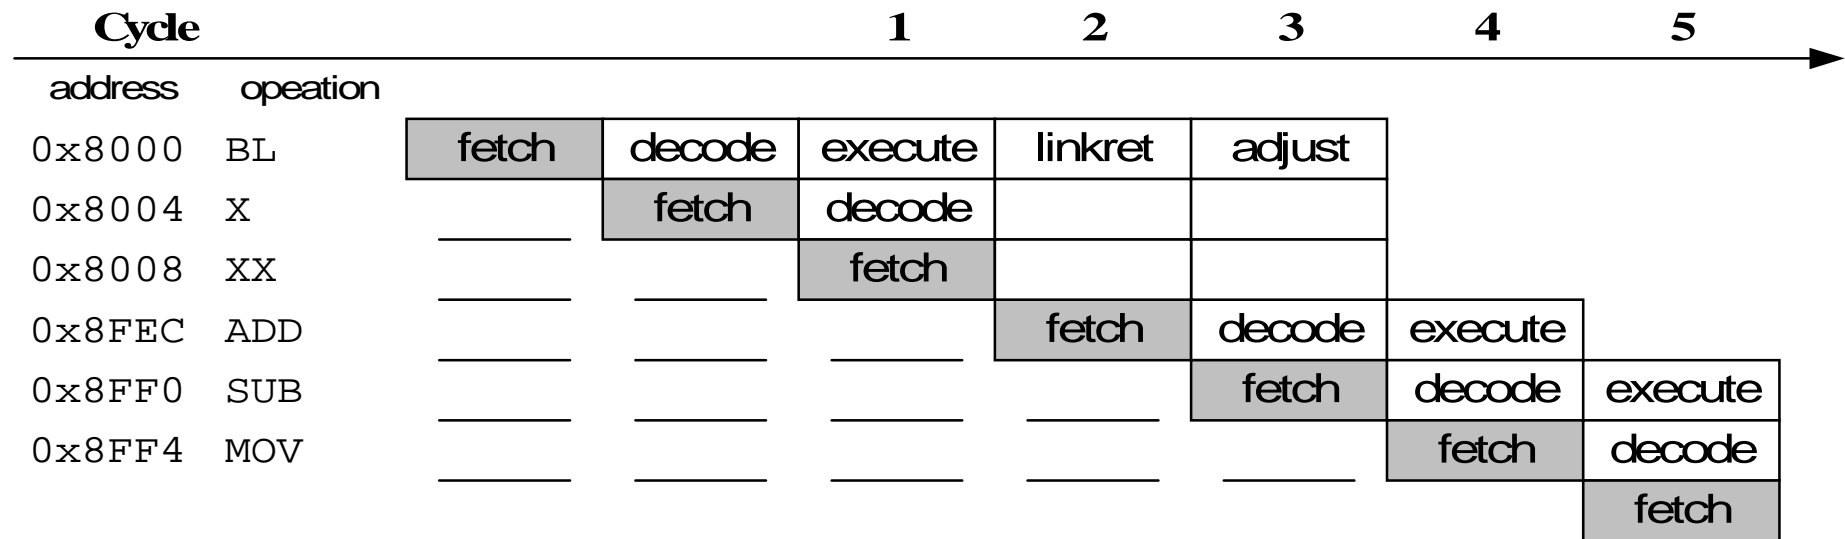 Cycle 1 2 3 4 5
address opeation
0x8000 BL fetch decode execute linkret adjust
0x8004 X fetch decode
0x8008 XX fetch
0x8FEC ADD fetch decode execute
0x8FF0 SUB fetch decode execute
0x8FF4 MOV fetch decode
fetch